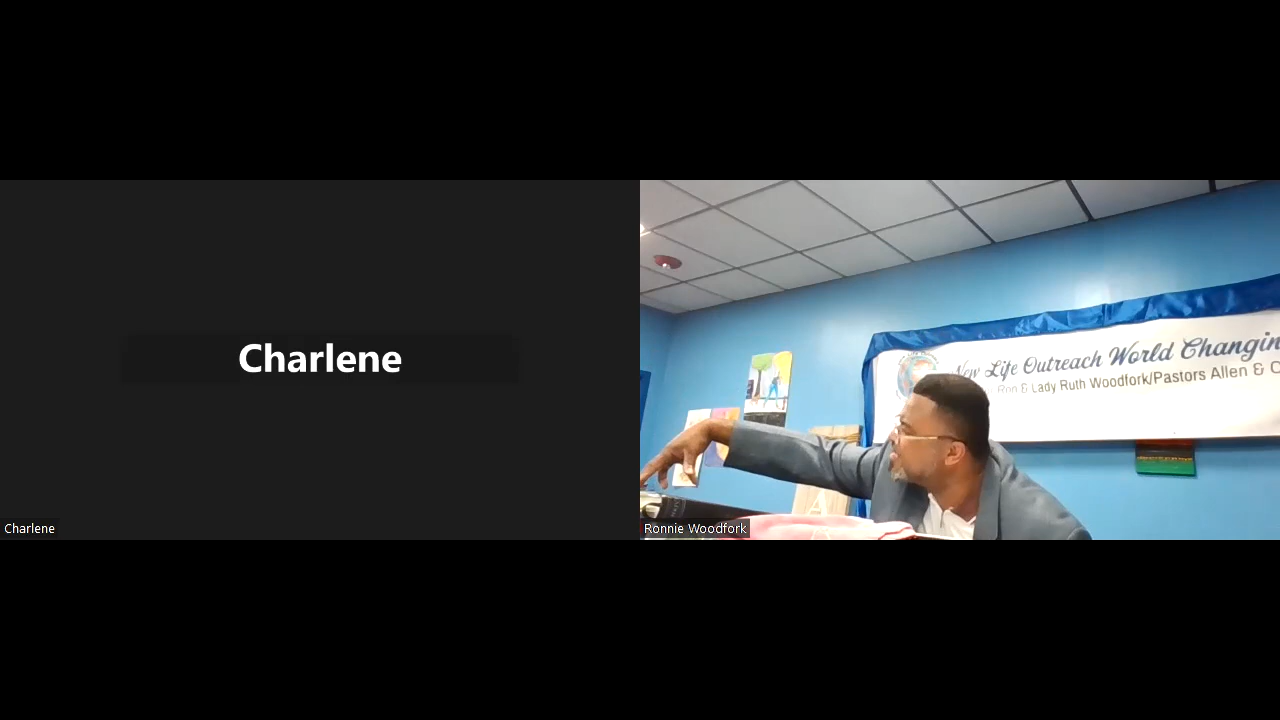 Charlene
Charlene
New Life Outreach World Changin
Ron & Lady Ruth Woodfork/Pastors Allen & C
Ronnie Woodfork